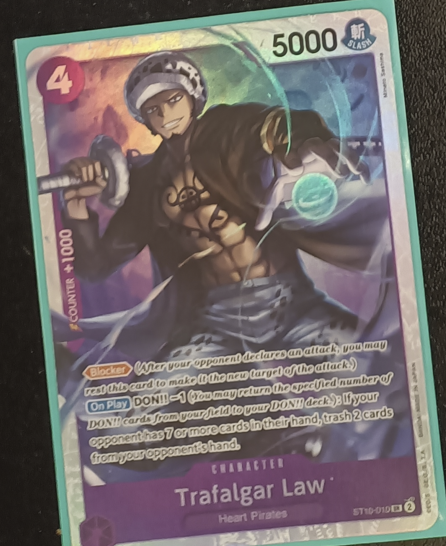 4
5000
斬
SLASH
COUNTER +1000
Blocker (After your opponent declares an attack, you may
rest this card to make it the new target of the attack.)
On Play DON!! −1 (You may return the specified number of
DON!! cards from your field to your DON!! deck.): If your
opponent has 7 or more cards in their hand, trash 2 cards
from your opponent's hand.
CHARACTER
Trafalgar Law
Heart Pirates
ST10-010 SR 2